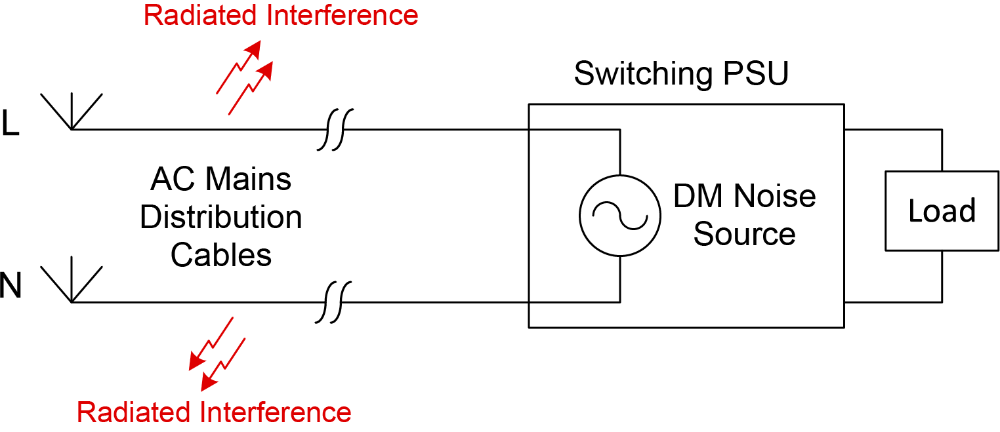 Radiated Interference
Switching PSU
L
AC Mains
Distribution
Cables
DM Noise
Source
Load
N
Radiated Interference